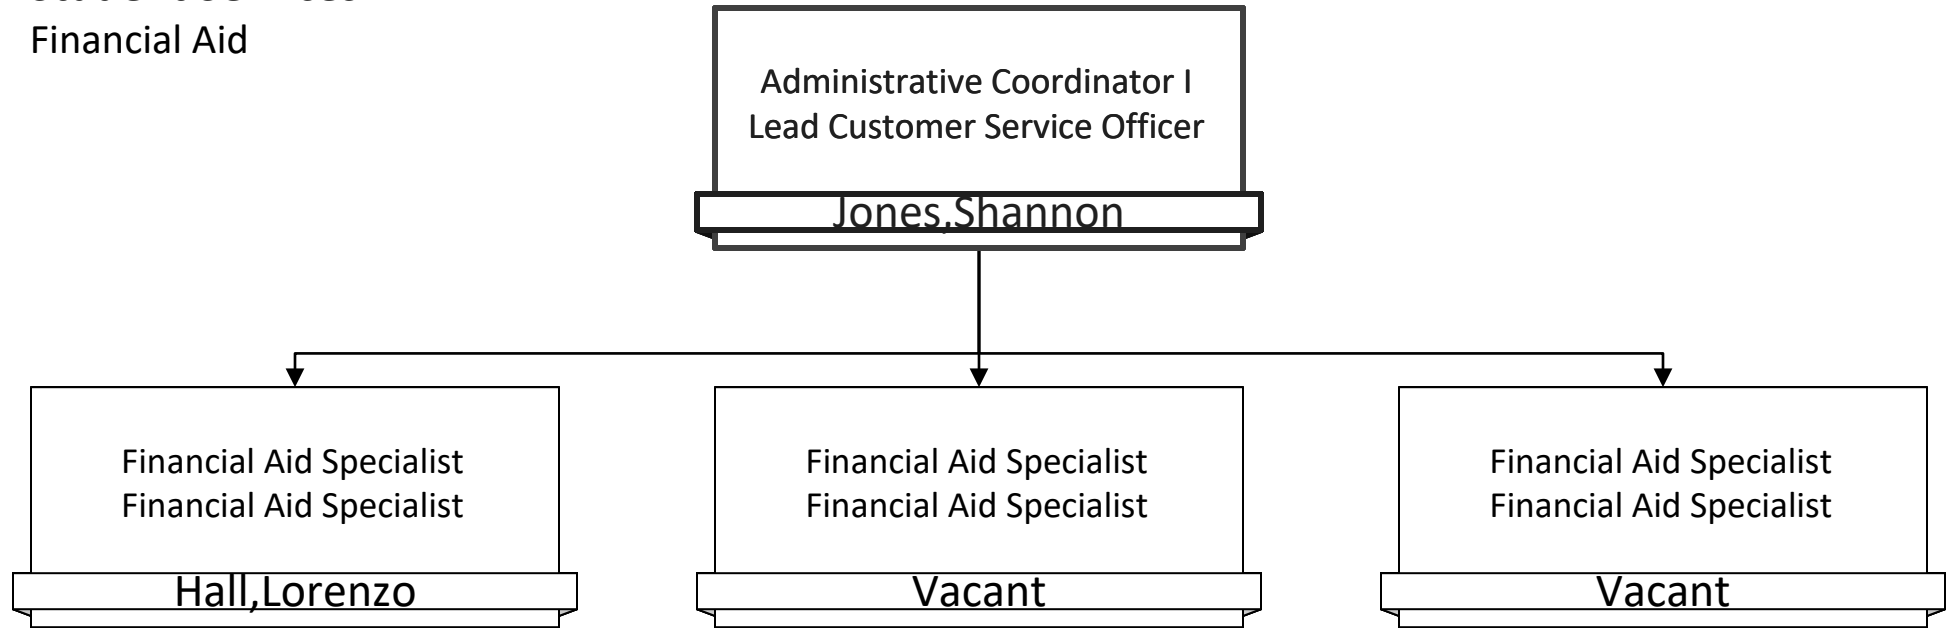 Financial Aid
Administrative Coordinator I
Lead Customer Service Officer
Jones,Shannon
Financial Aid Specialist
Financial Aid Specialist
Hall,Lorenzo
Financial Aid Specialist
Financial Aid Specialist
Vacant
Financial Aid Specialist
Financial Aid Specialist
Vacant